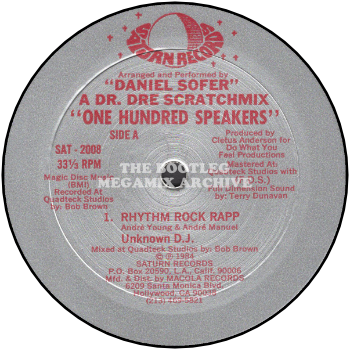 SATURN RECORDS
Arranged and Performed by
"DANIEL SOFER"
A DR. DRE SCRATCHMIX
"ONE HUNDRED SPEAKERS"
SIDE A
SAT - 2008
33⅓ RPM
Magic Disc Music
(BMI)
Recorded At
Quadteck Studios
by: Bob Brown
Produced by
Cletus Anderson for
Do What You
Feel Productions
Mastered At:
Quadteck Studios with
(T.D.S.)
Full Dimension Sound
by: Terry Dunavan
THE BOOTLEG
MEGAMIX ARCHIVE
1. RHYTHM ROCK RAPP
André Young & André Manuel
Unknown D.J.
Mixed at Quadteck Studios by: Bob Brown
© ℗ 1984
SATURN RECORDS
P.O. Box 20590, L.A., Calif. 90006
Mfd. & Dist. by MACOLA RECORDS
6209 Santa Monica Blvd.
Hollywood, CA 90038
(213) 469-5821